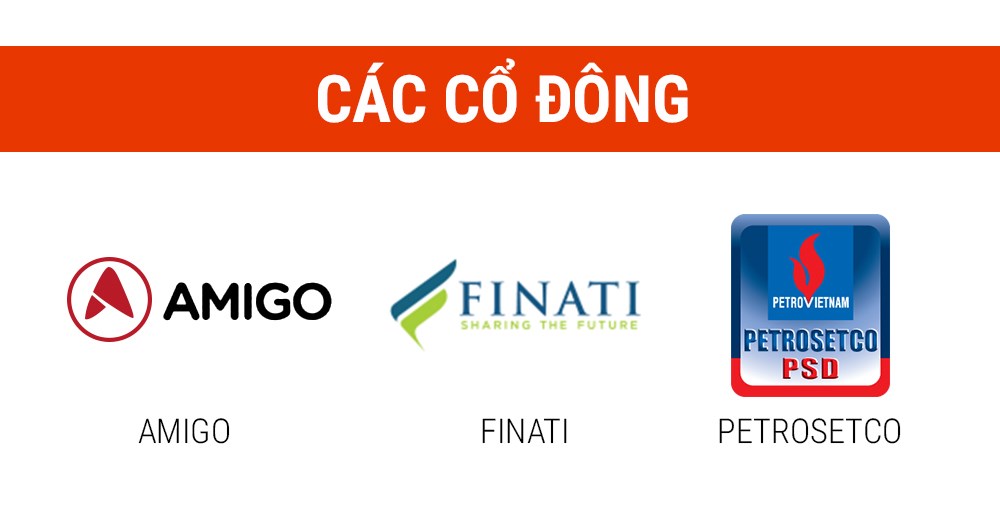 CÁC CỔ ĐÔNG
AMIGO
FINATI
SHARING THE FUTURE
PETROVIETNAM
PETROSETCO
PSD
AMIGO
FINATI
PETROSETCO